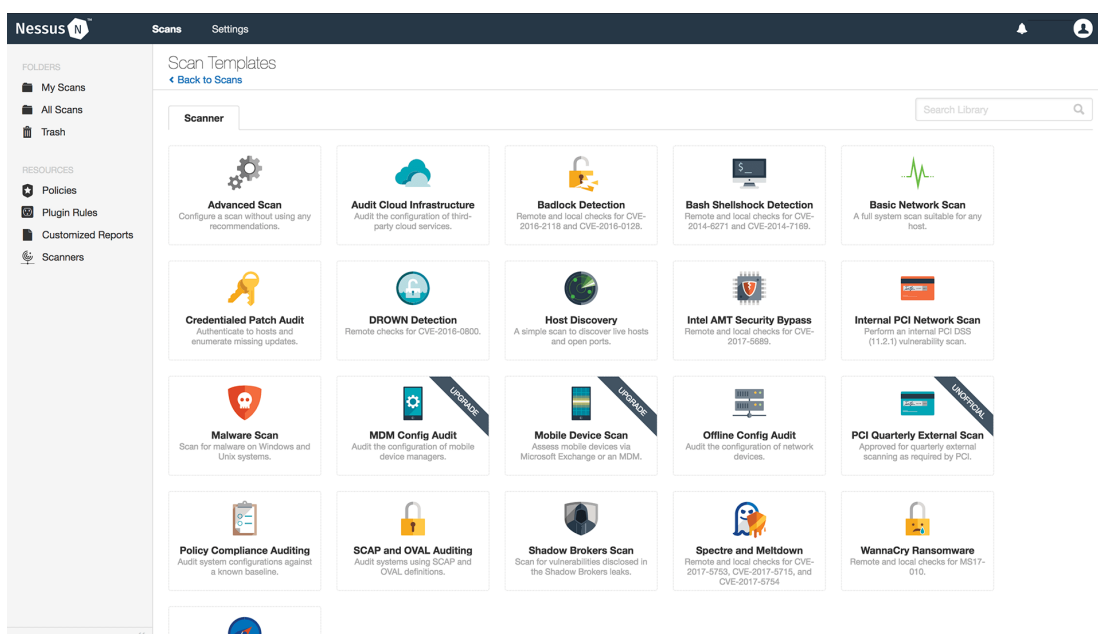 Nessus N ™
Scans Settings
FOLDERS
My Scans
All Scans
Trash
RESOURCES
Policies
Plugin Rules
Customized Reports
Scanners
Scan Templates
Back to Scans
Scanner
Search Library
Advanced Scan
Configure a scan without using any
recommendations.
Audit Cloud Infrastructure
Audit the configuration of third-
party cloud services.
Badlock Detection
Remote and local checks for CVE-
2016-2118 and CVE-2016-0128.
$_
Bash Shellshock Detection
Remote and local checks for CVE-
2014-6271 and CVE-2014-7169.
Basic Network Scan
A full system scan suitable for any
host.
Credentialed Patch Audit
Authenticate to hosts and
enumerate missing updates.
DROWN Detection
Remote checks for CVE-2016-0800.
Host Discovery
A simple scan to discover live hosts
and open ports.
Intel AMT Security Bypass
Remote and local checks for CVE-
2017-5689.
Internal PCI Network Scan
Perform an internal PCI DSS
(11.2.1) vulnerability scan.
Malware Scan
Scan for malware on Windows and
Unix systems.
UPGRADE
MDM Config Audit
Audit the configuration of mobile
device managers.
UPGRADE
Mobile Device Scan
Assess mobile devices via
Microsoft Exchange or an MDM.
Offline Config Audit
Audit the configuration of network
devices.
UNOFFICIAL
PCI Quarterly External Scan
Approved for quarterly external
scanning as required by PCI.
Policy Compliance Auditing
Audit system configurations against
a known baseline.
SCAP and OVAL Auditing
Audit systems using SCAP and
OVAL definitions.
Shadow Brokers Scan
Scan for vulnerabilities disclosed in
the Shadow Brokers leaks.
Spectre and Meltdown
Remote and local checks for CVE-
2017-5753, CVE-2017-5715, and
CVE-2017-5754
WannaCry Ransomware
Remote and local checks for MS17-
010.